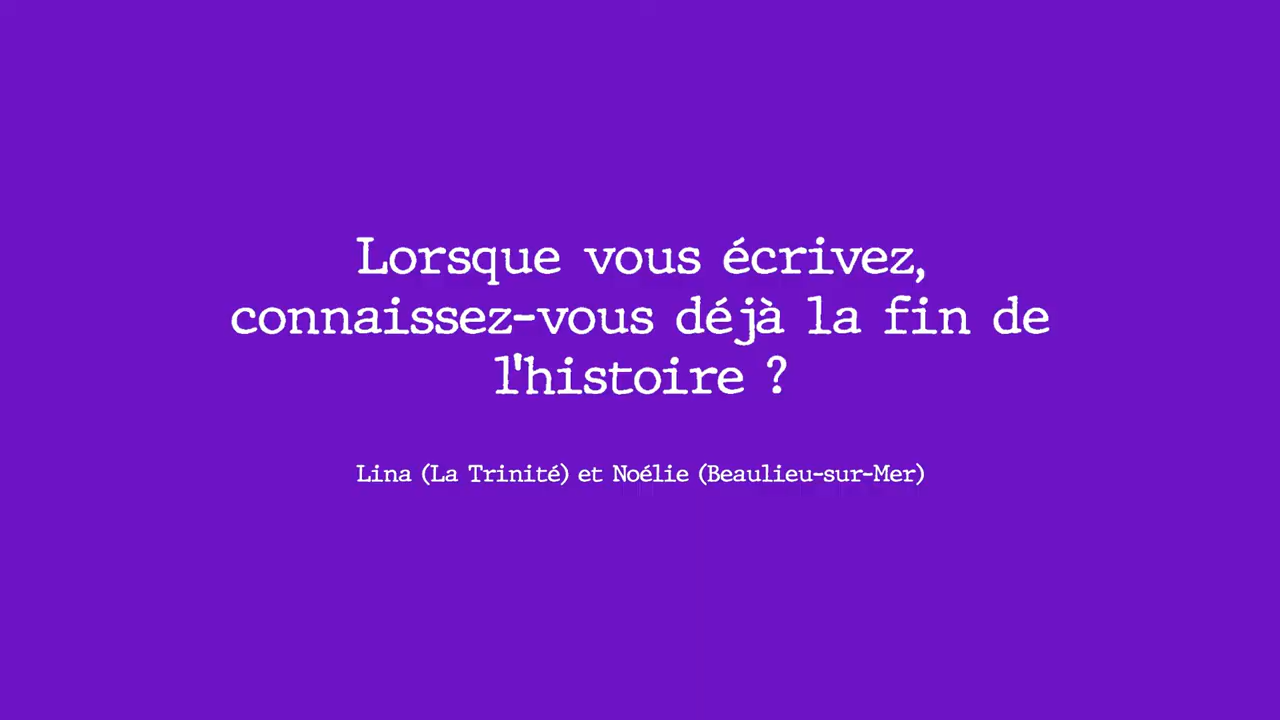 Lorsque vous écrivez,
connaissez-vous déjà la fin de
l'histoire ?
Lina (La Trinité) et Noélie (Beaulieu-sur-Mer)